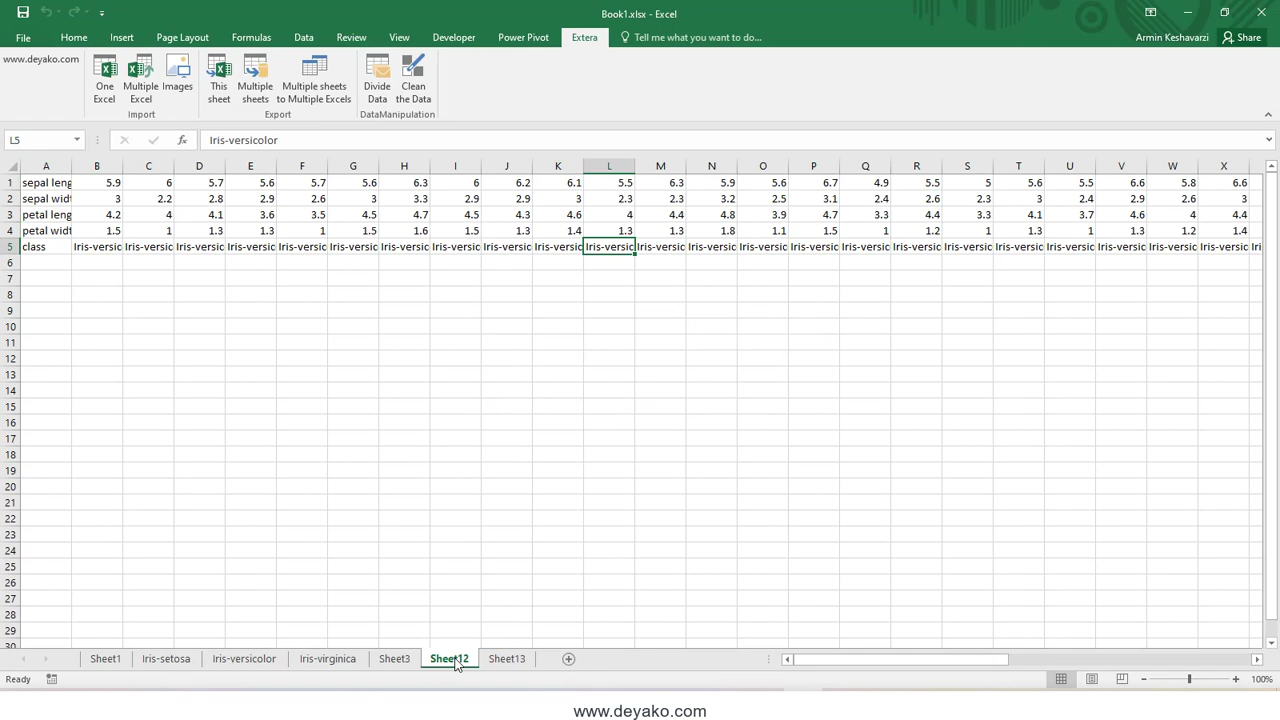 Book1.xlsx - Excel
File Home Insert Page Layout Formulas Data Review View Developer Power Pivot Extera Tell me what you want to do... Armin Keshavarzi Share
www.deyako.com
One Excel
Multiple Excel
Images
Import
This sheet
Multiple sheets
Multiple sheets to Multiple Excels
Export
Divide Data
Clean the Data
DataManipulation
L5 fx Iris-versicolor
A B C D E F G H I J K L M N O P Q R S T U V W X
1 sepal leng 5.9 6 5.7 5.6 5.7 5.6 6.3 6 6.2 6.1 5.5 6.3 5.9 5.6 6.7 4.9 5.5 5 5.6 5.5 6.6 5.8 6.6
2 sepal widt 3 2.2 2.8 2.9 2.6 3 3.3 2.9 2.9 3 2.3 2.3 3.2 2.5 3.1 2.4 2.6 2.3 3 2.4 2.9 2.6 3
3 petal leng 4.2 4 4.1 3.6 3.5 4.5 4.7 4.5 4.3 4.6 4 4.4 4.8 3.9 4.7 3.3 4.4 3.3 4.1 3.7 4.6 4 4.4
4 petal widt 1.5 1 1.3 1.3 1 1.5 1.6 1.5 1.3 1.4 1.3 1.3 1.8 1.1 1.5 1 1.2 1 1.3 1 1.3 1.2 1.4
5 class Iris-versic Iris-versic Iris-versic Iris-versic Iris-versic Iris-versic Iris-versic Iris-versic Iris-versic Iris-versic Iris-versic Iris-versic Iris-versic Iris-versic Iris-versic Iris-versic Iris-versic Iris-versic Iris-versic Iris-versic Iris-versic Iris-versic Iris-versic Iris
6
7
8
9
10
11
12
13
14
15
16
17
18
19
20
21
22
23
24
25
26
27
28
29
30
Sheet1 Iris-setosa Iris-versicolor Iris-virginica Sheet3 Sheet12 Sheet13
Ready 100%
www.deyako.com